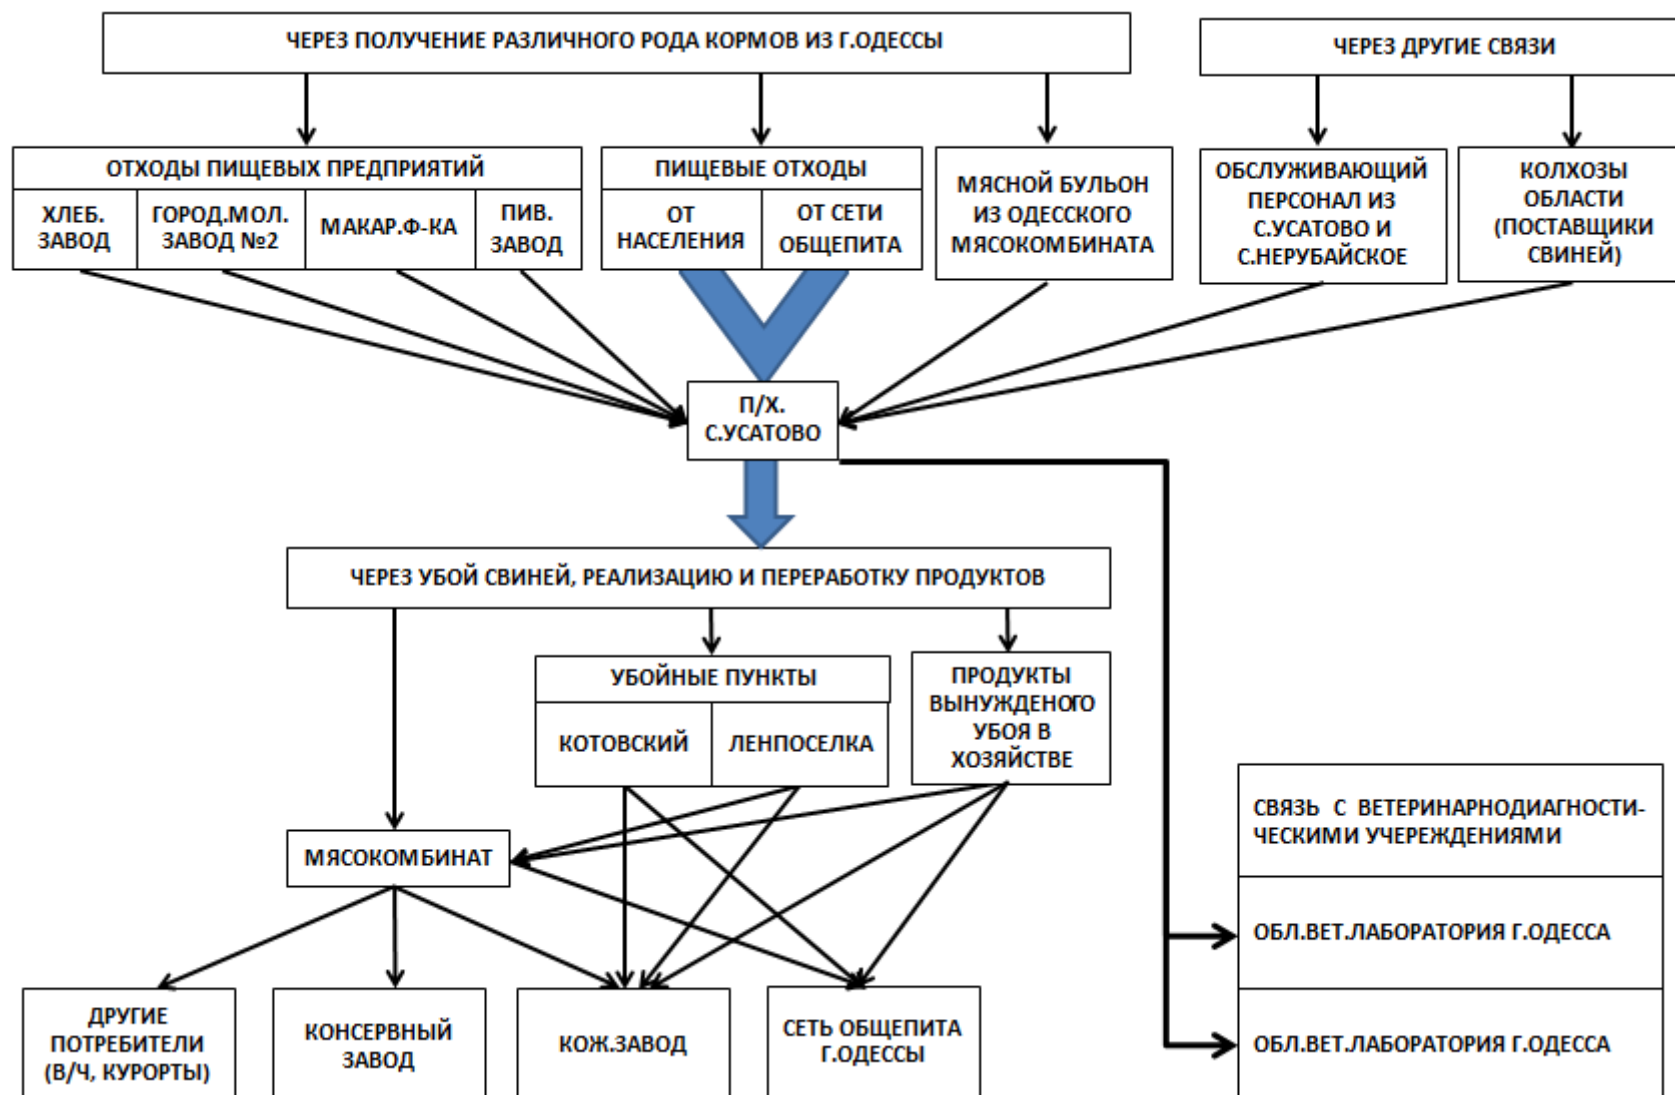 ЧЕРЕЗ ПОЛУЧЕНИЕ РАЗЛИЧНОГО РОДА КОРМОВ ИЗ Г.ОДЕССЫ
ЧЕРЕЗ ДРУГИЕ СВЯЗИ
ОТХОДЫ ПИЩЕВЫХ ПРЕДПРИЯТИЙ
ХЛЕБ.
ЗАВОД
ГОРОД.МОЛ.
ЗАВОД №2
МАКАР.Ф-КА
ПИВ.
ЗАВОД
ПИЩЕВЫЕ ОТХОДЫ
ОТ
НАСЕЛЕНИЯ
ОТ СЕТИ
ОБЩЕПИТА
МЯСНОЙ БУЛЬОН
ИЗ ОДЕССКОГО
МЯСОКОМБИНАТА
ОБСЛУЖИВАЮЩИЙ
ПЕРСОНАЛ ИЗ
С.УСАТОВО И
С.НЕРУБАЙСКОЕ
КОЛХОЗЫ
ОБЛАСТИ
(ПОСТАВЩИКИ
СВИНЕЙ)
П/Х.
С.УСАТОВО
ЧЕРЕЗ УБОЙ СВИНЕЙ, РЕАЛИЗАЦИЮ И ПЕРЕРАБОТКУ ПРОДУКТОВ
УБОЙНЫЕ ПУНКТЫ
КОТОВСКИЙ
ЛЕНПОСЕЛКА
ПРОДУКТЫ
ВЫНУЖДЕНОГО
УБОЯ В
ХОЗЯЙСТВЕ
МЯСОКОМБИНАТ
ДРУГИЕ
ПОТРЕБИТЕЛИ
(В/Ч, КУРОРТЫ)
КОНСЕРВНЫЙ
ЗАВОД
КОЖ.ЗАВОД
СЕТЬ ОБЩЕПИТА
Г.ОДЕССЫ
СВЯЗЬ С ВЕТЕРИНАРНОДИАГНОСТИ-
ЧЕСКИМИ УЧЕРЕЖДЕНИЯМИ
ОБЛ.ВЕТ.ЛАБОРАТОРИЯ Г.ОДЕССА
ОБЛ.ВЕТ.ЛАБОРАТОРИЯ Г.ОДЕССА